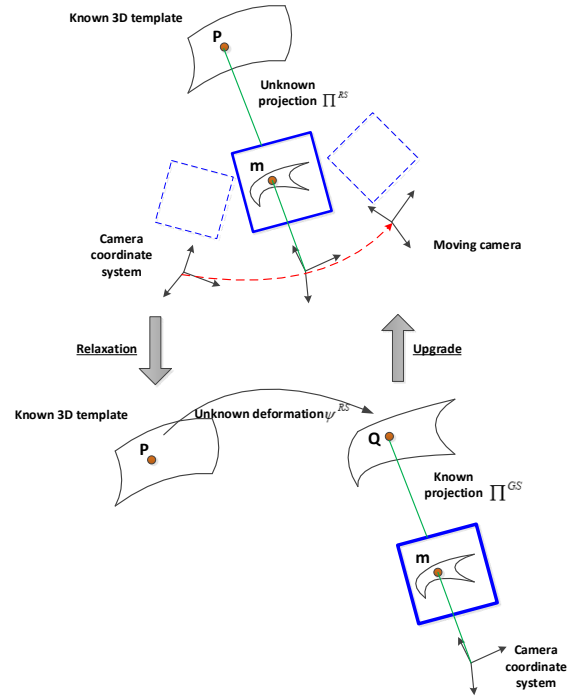 Known 3D template
P
Unknown
projection Π^RS
m
Camera
coordinate
system
Moving camera
Relaxation
Upgrade
Known 3D template
Unknown deformation ψ^RS
P
Q
Known
projection Π^GS
m
Camera
coordinate
system